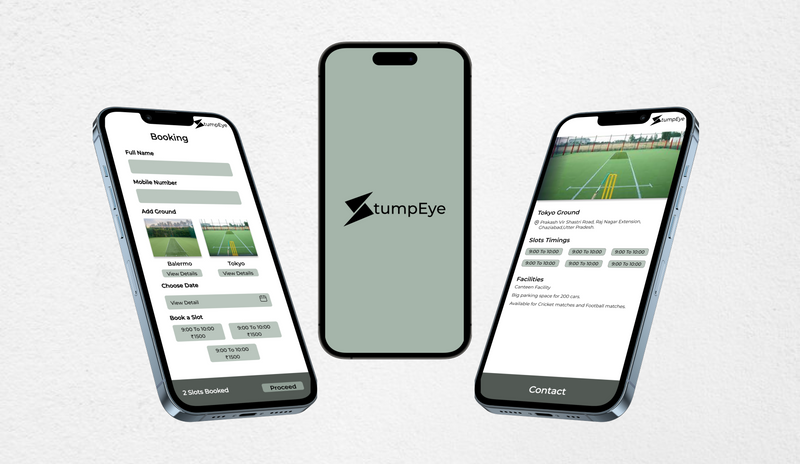 StumpEye
Booking
Full Name
Mobile Number
Add Ground
Balermo
Tokyo
View Details
View Details
Choose Date
View Detail
Book a Slot
9:00 To 10:00
₹1500
9:00 To 10:00
₹1500
9:00 To 10:00
₹1500
2 Slots Booked
Proceed
StumpEye
StumpEye
Tokyo Ground
Prakash Vir Shastri Road, Raj Nagar Extension,
Ghaziabad,Utter Pradesh.
Slots Timings
9:00 To 10:00
9:00 To 10:00
9:00 To 10:00
9:00 To 10:00
9:00 To 10:00
9:00 To 10:00
Facilities
Canteen Facility
Big parking space for 200 cars.
Available for Cricket matches and Football matches.
Contact